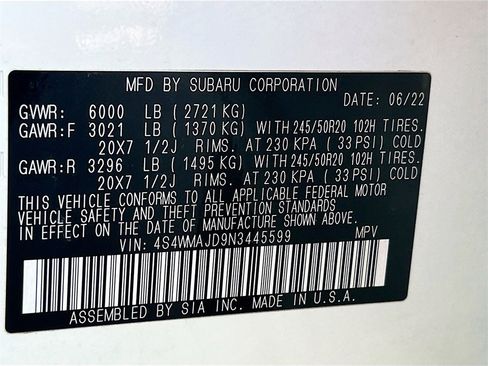 MFD BY SUBARU CORPORATION
DATE: 06/22
GVWR: 6000 LB (2721 KG)
GAWR:F 3021 LB (1370 KG) WITH 245/50R20 102H TIRES.
20X7 1/2J RIMS. AT 230 KPA (33 PSI) COLD
GAWR:R 3296 LB (1495 KG) WITH 245/50R20 102H TIRES.
20X7 1/2J RIMS. AT 230 KPA (33 PSI) COLD
THIS VEHICLE CONFORMS TO ALL APPLICABLE FEDERAL MOTOR
VEHICLE SAFETY AND THEFT PREVENTION STANDARDS
IN EFFECT ON THE DATE OF MANUFACTURE SHOWN ABOVE.
VIN: 4S4WMAJD9N3445599 MPV
ASSEMBLED BY SIA INC. MADE IN U.S.A.